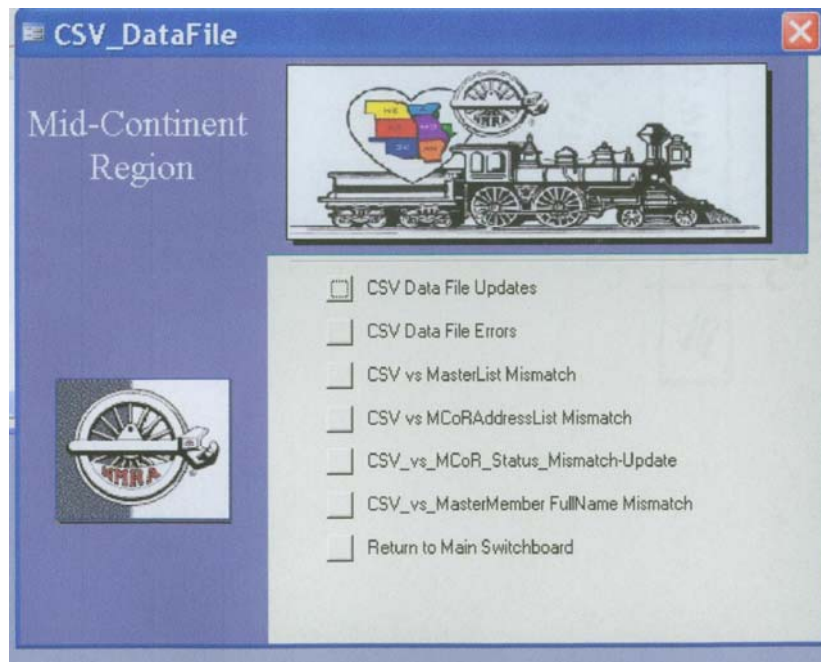 CSV_DataFile
Mid-Continent
Region
NMRA
CSV Data File Updates
CSV Data File Errors
CSV vs MasterList Mismatch
CSV vs MCoRAddressList Mismatch
CSV_vs_MCoR_Status_Mismatch-Update
NMRA
CSV_vs_MasterMember FullName Mismatch
Return to Main Switchboard